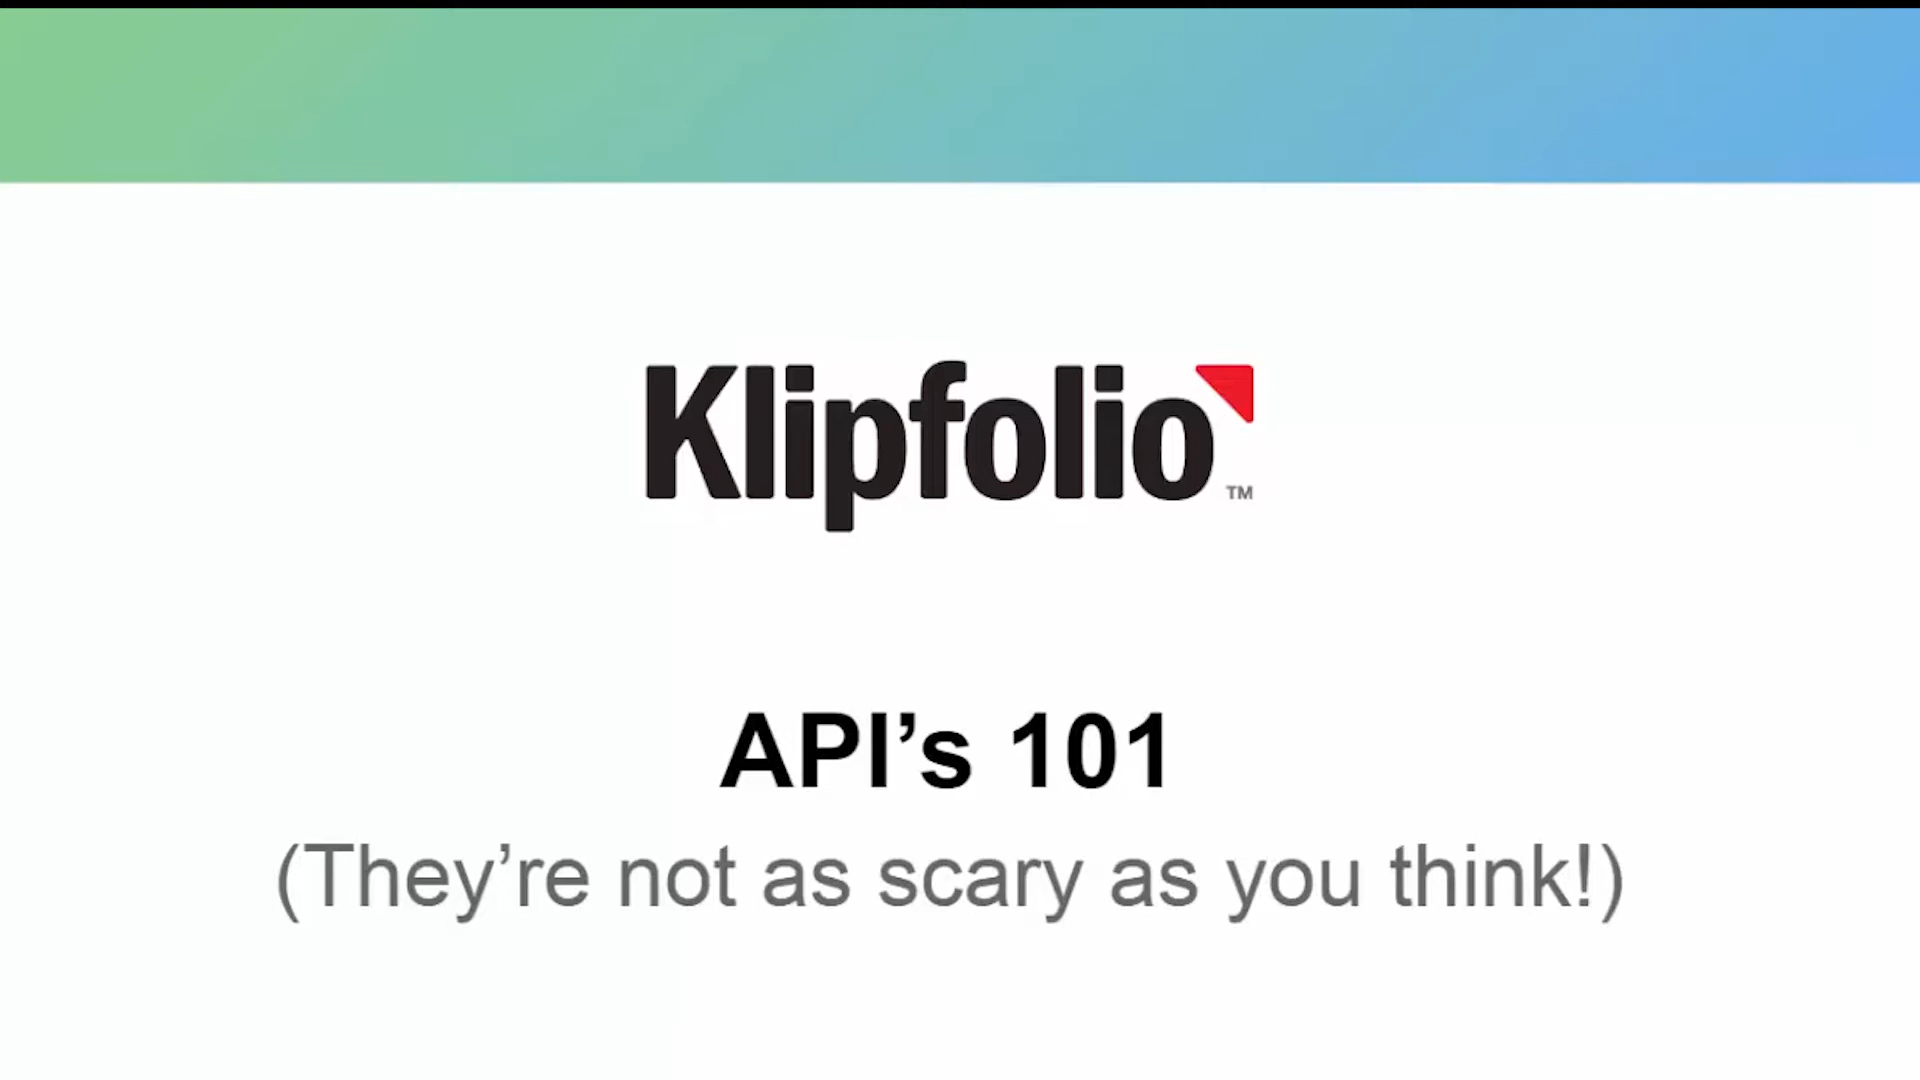 Klipfolio™
API’s 101
(They’re not as scary as you think!)